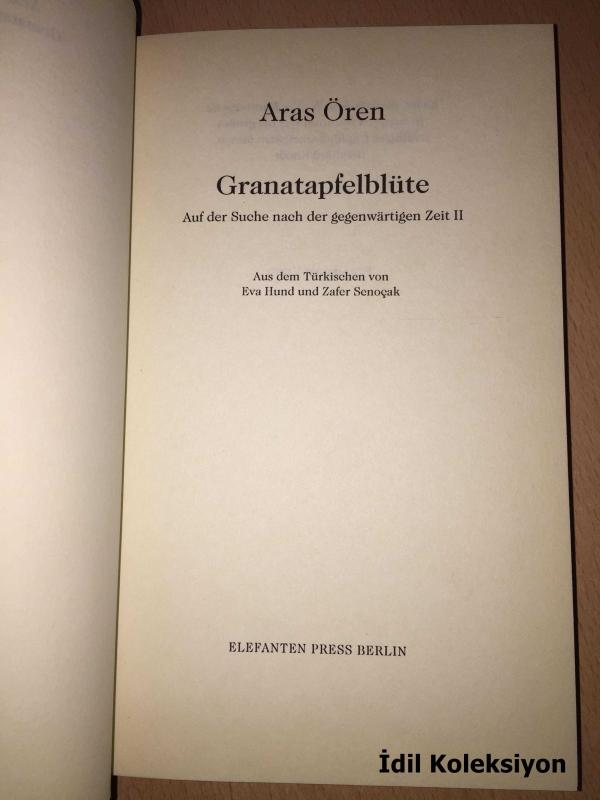 Aras Ören
Granatapfelblüte
Auf der Suche nach der gegenwärtigen Zeit II
Aus dem Türkischen von
Eva Hund und Zafer Senoçak
ELEFANTEN PRESS BERLIN
İdil Koleksiyon